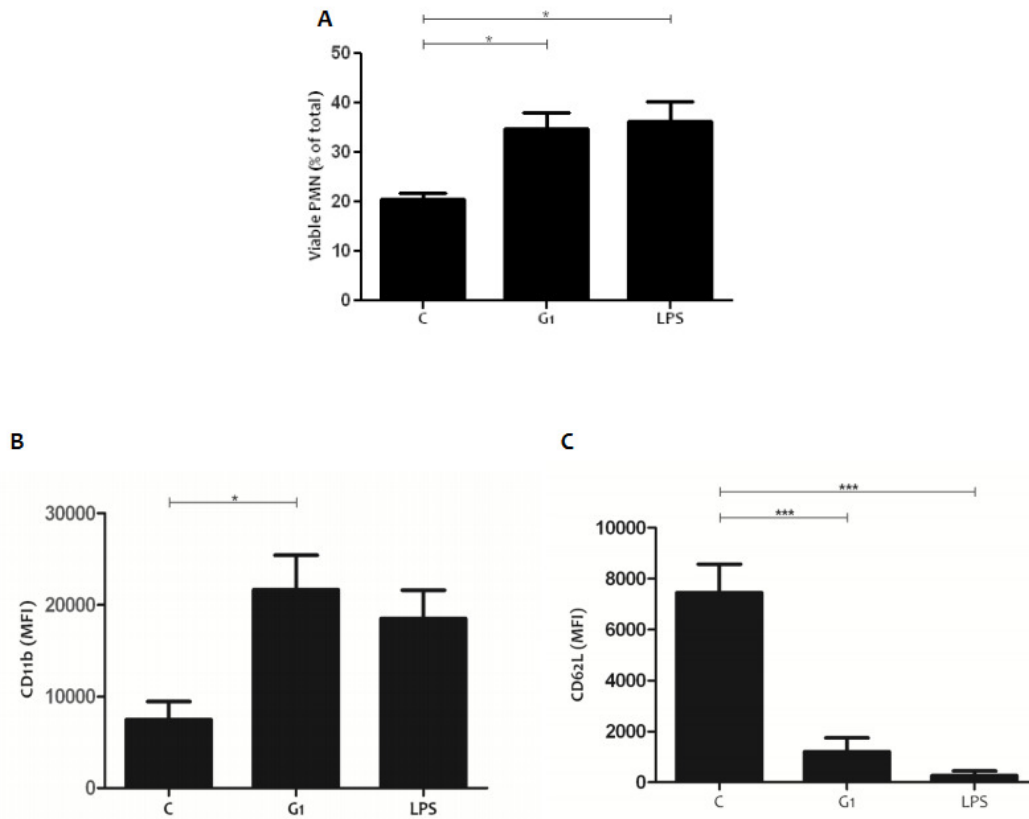 A
*
*
Viable PMN (% of total)
50
40
30
20
10
0
C G1 LPS
B
*
CD11b (MFI)
30000
20000
10000
0
C G1 LPS
C
***
***
CD62L (MFI)
10000
8000
6000
4000
2000
0
C G1 LPS